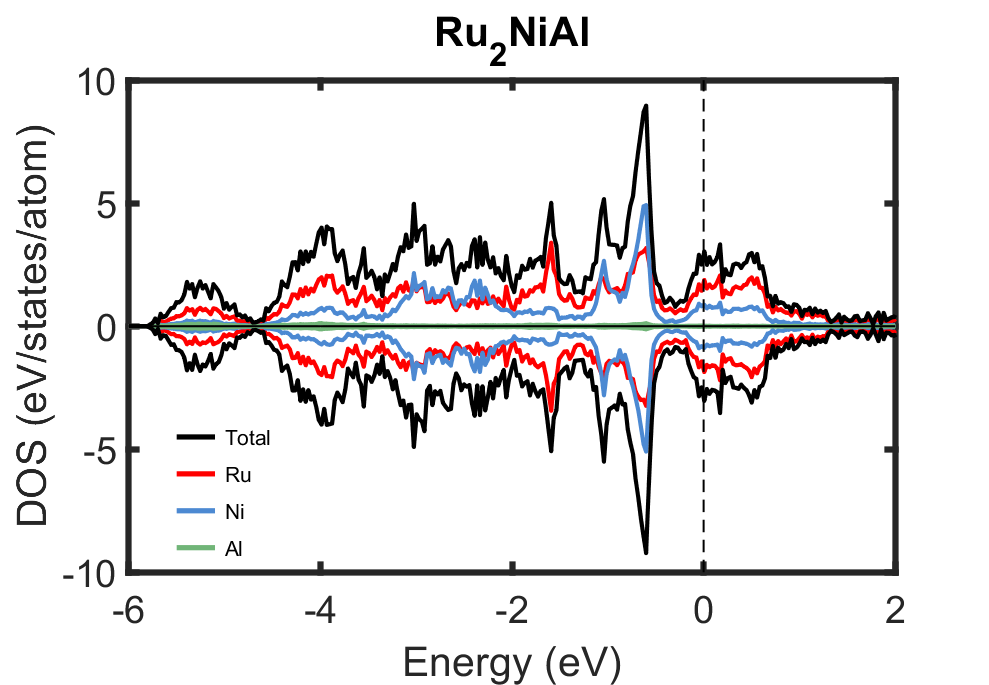 Ru₂NiAl
10
5
0
-5
-10
DOS (eV/states/atom)
Total
Ru
Ni
Al
-6 -4 -2 0 2
Energy (eV)